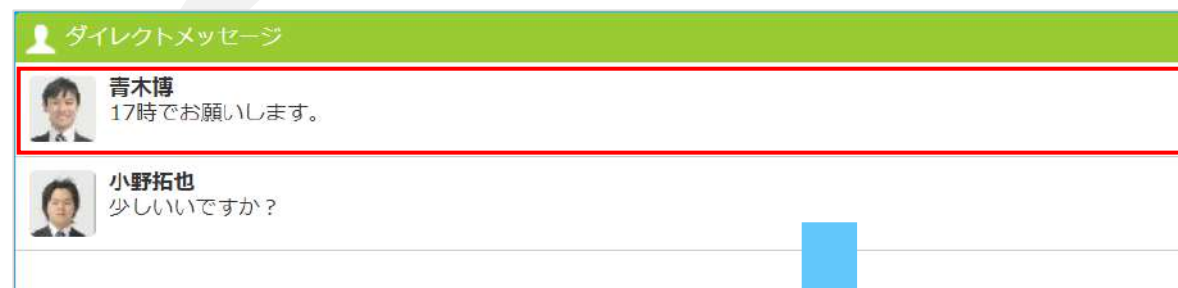 ダイレクトメッセージ
青木博
17時でお願いします。
小野拓也
少しいいですか？